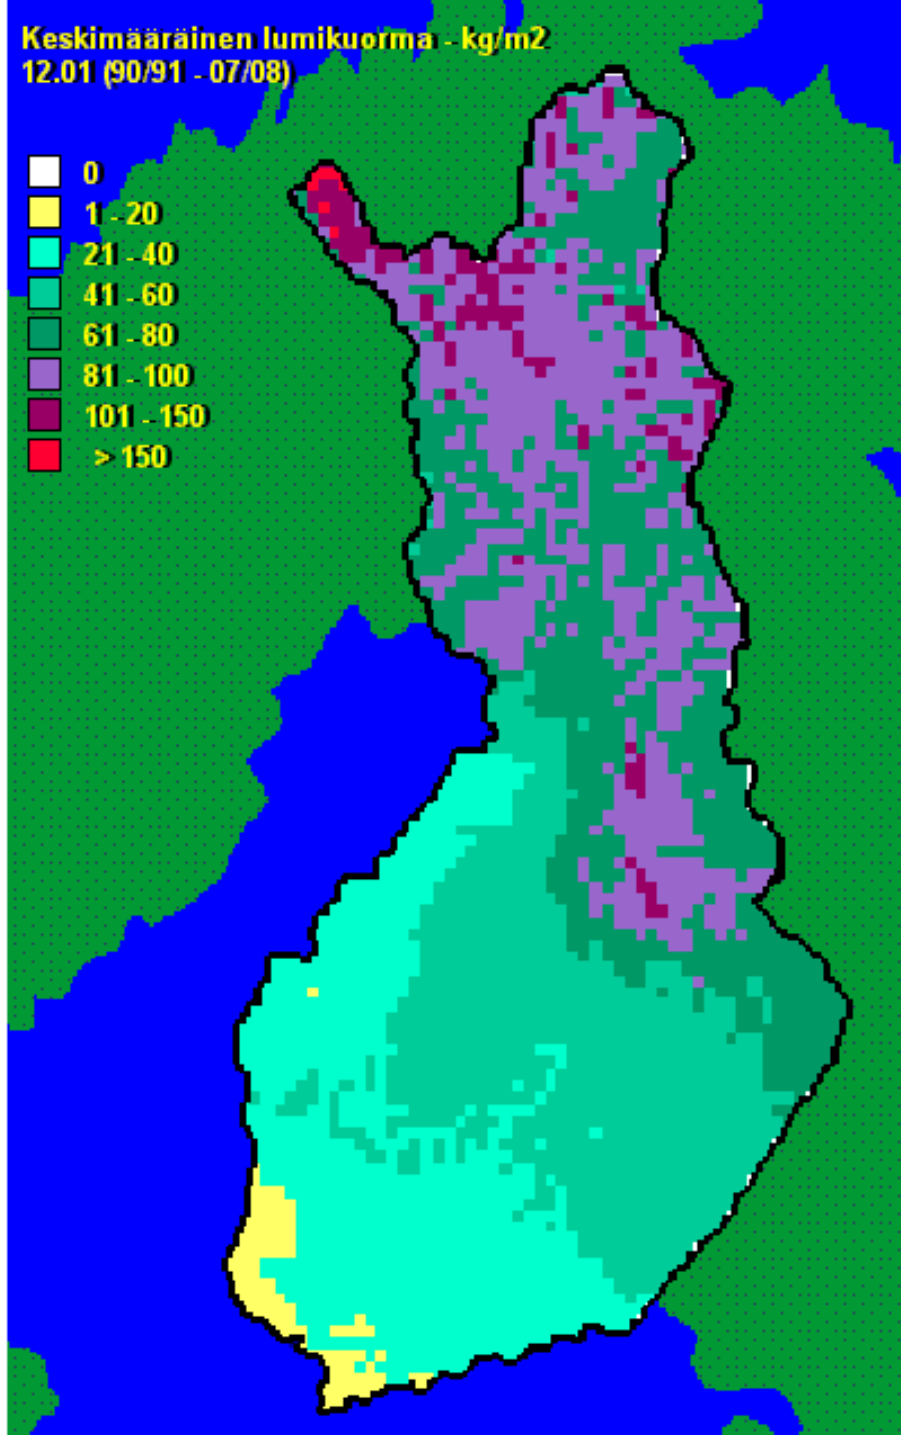 Keskimääräinen lumikuorma - kg/m2
12.01 (90/91 - 07/08)
0
1 - 20
21 - 40
41 - 60
61 - 80
81 - 100
101 - 150
> 150